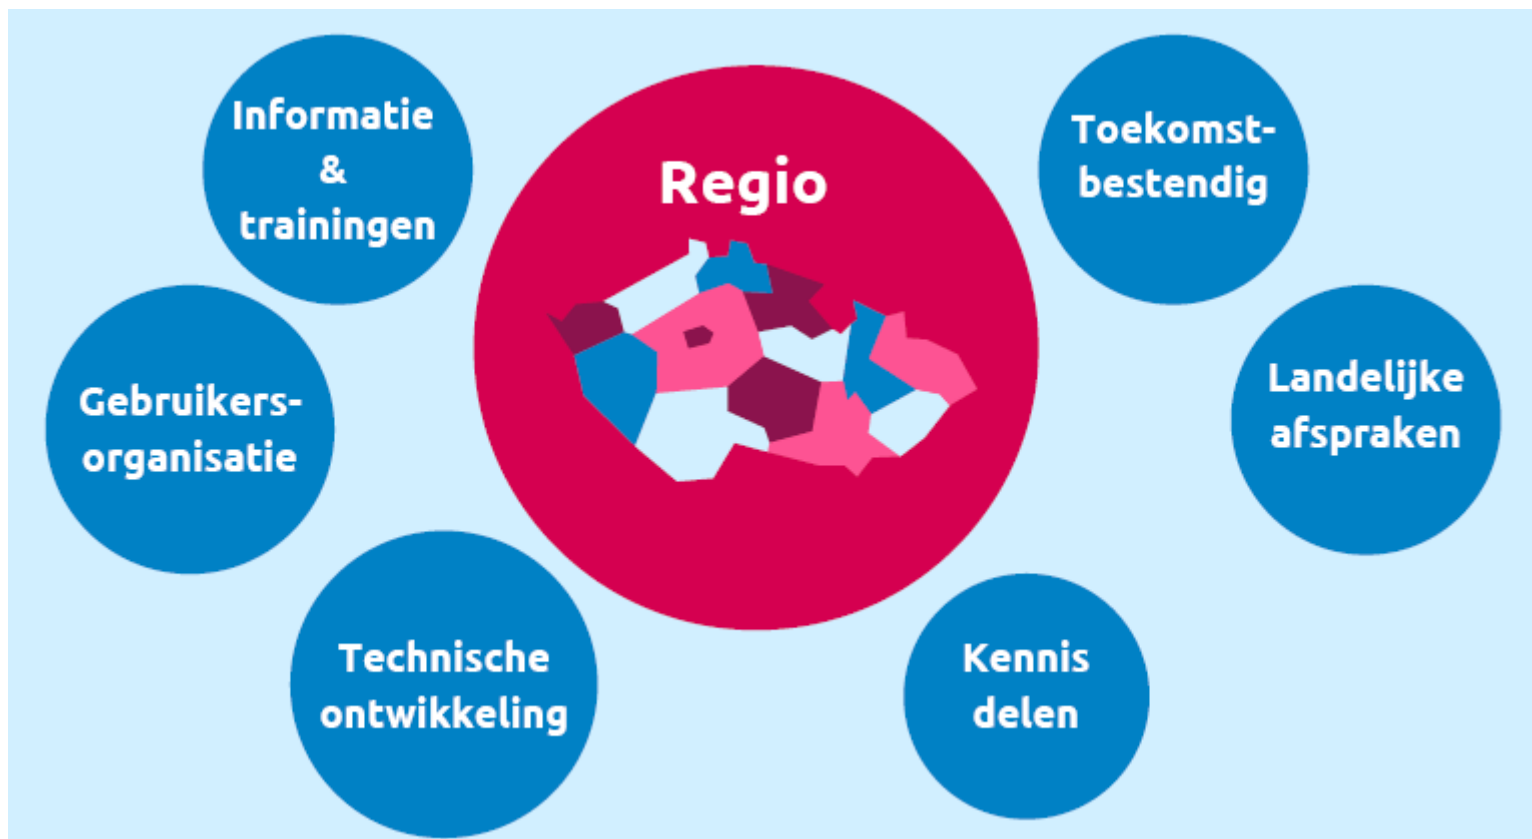 Informatie
&
trainingen
Regio
Toekomst-
bestendig
Gebruikers-
organisatie
Landelijke
afspraken
Technische
ontwikkeling
Kennis
delen